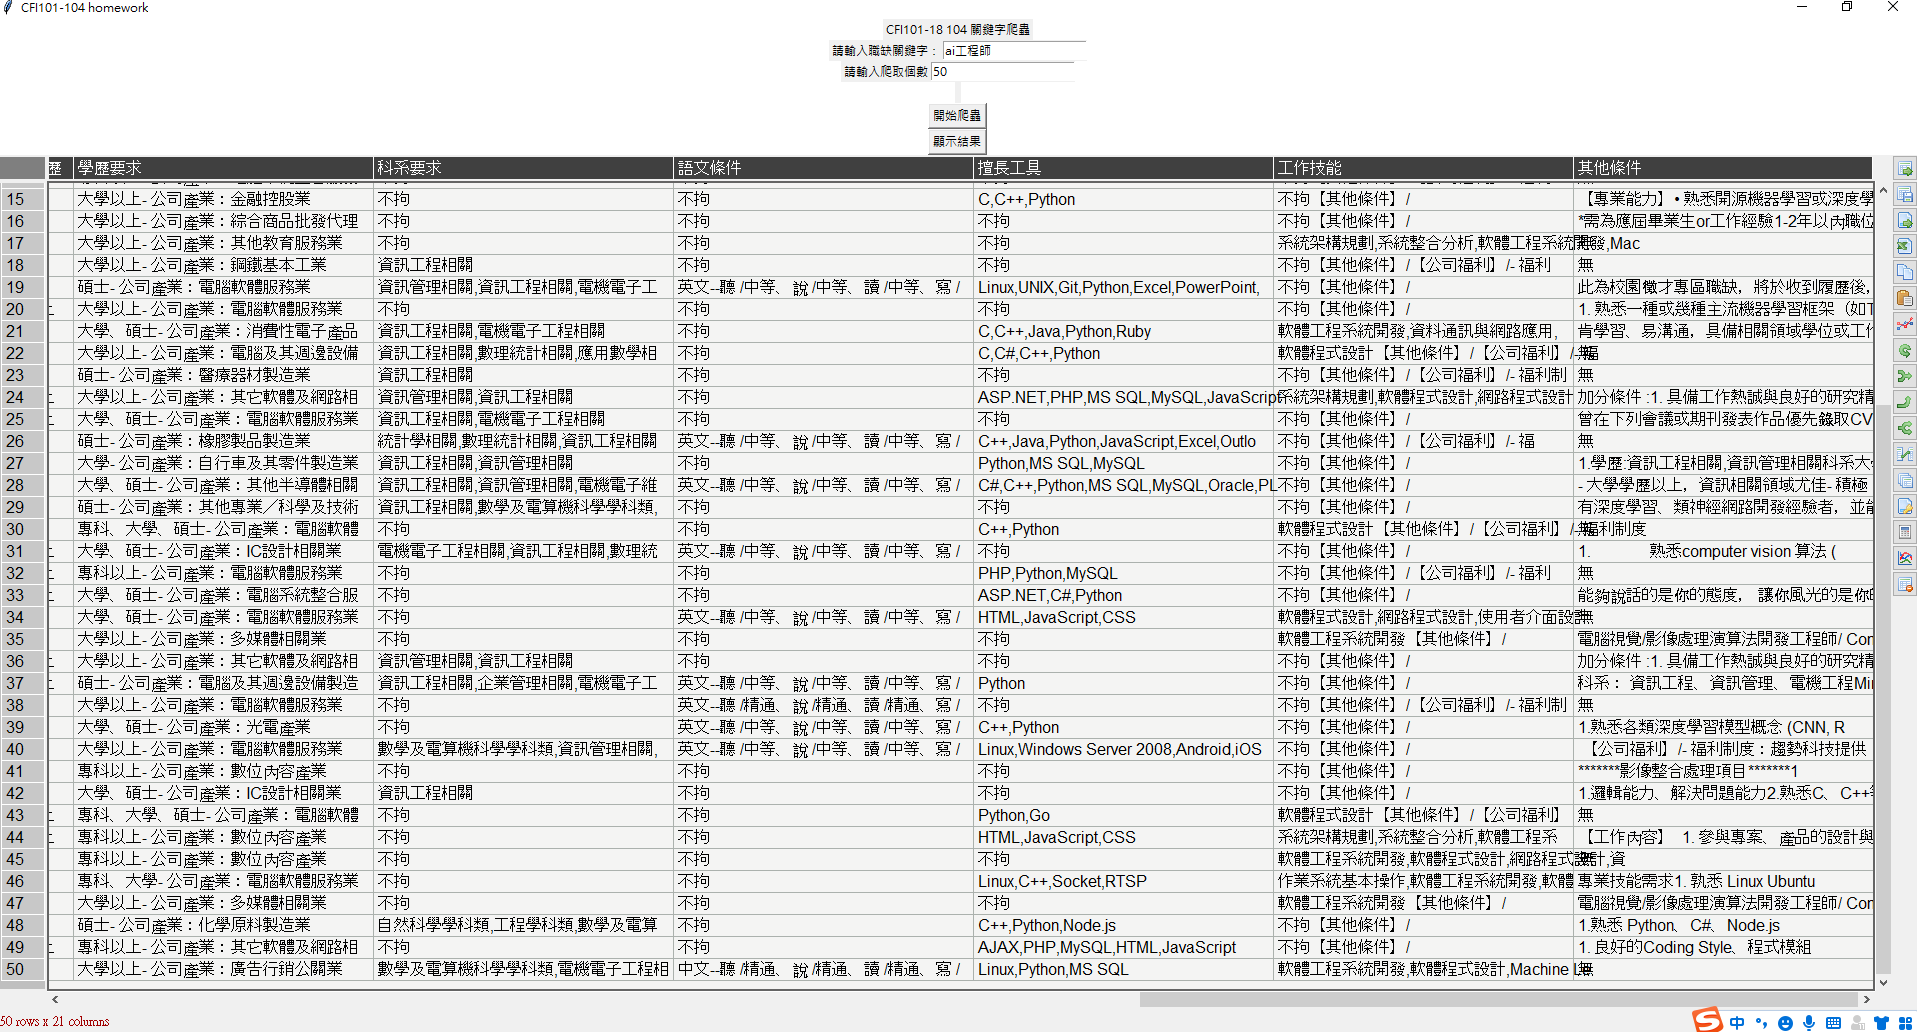 CFI101-104 homework
CFI101-18 104 關鍵字爬蟲
請輸入職缺關鍵字： ai工程師
請輸入爬取個數 50
開始爬蟲
顯示結果
歷 學歷要求 科系要求 語文條件 擅長工具 工作技能 其他條件
15 大學以上- 公司產業：金融控股業 不拘 不拘 C,C++,Python 不拘【其他條件】 / 【專業能力】 • 熟悉開源機器學習或深度學
16 大學以上- 公司產業：綜合商品批發代理 不拘 不拘 不拘 不拘【其他條件】 / *需為應屆畢業生or工作經驗1-2年以內職位
17 大學以上- 公司產業：其他教育服務業 不拘 不拘 不拘 系統架構規劃,系統整合分析,軟體工程系統開發,Mac
18 大學以上- 公司產業：鋼鐵基本工業 資訊工程相關 不拘 不拘 不拘【其他條件】 /【公司福利】 /- 福利 無
19 碩士- 公司產業：電腦軟體服務業 資訊管理相關,資訊工程相關,電機電子工 英文--聽 /中等、說 /中等、讀 /中等、寫 / Linux,UNIX,Git,Python,Excel,PowerPoint, 不拘【其他條件】 / 此為校園徵才專區職缺，將於收到履歷後，
20 大學以上- 公司產業：電腦軟體服務業 不拘 不拘 不拘 不拘【其他條件】 / 1. 熟悉一種或幾種主流機器學習框架（如T
21 大學、碩士- 公司產業：消費性電子產品 資訊工程相關,電機電子工程相關 不拘 C,C++,Java,Python,Ruby 軟體工程系統開發,資料通訊與網路應用, 肯學習、易溝通，具備相關領域學位或工作
22 大學以上- 公司產業：電腦及其週邊設備 資訊工程相關,數理統計相關,應用數學相 不拘 C,C#,C++,Python 軟體程式設計【其他條件】 /【公司福利】 /- 福 無
23 碩士- 公司產業：醫療器材製造業 資訊工程相關 不拘 不拘 不拘【其他條件】 /【公司福利】 /- 福利制 無
24 大學以上- 公司產業：其它軟體及網路相 資訊管理相關,資訊工程相關 不拘 ASP.NET,PHP,MS SQL,MySQL,JavaScript 系統架構規劃,軟體程式設計,網路程式設計 加分條件 :1. 具備工作熱誠與良好的研究精
25 大學、碩士- 公司產業：電腦軟體服務業 資訊工程相關,電機電子工程相關 不拘 不拘 不拘【其他條件】 / 曾在下列會議或期刊發表作品優先錄取CV
26 碩士- 公司產業：橡膠製品製造業 統計學相關,數理統計相關,資訊工程相關 英文--聽 /中等、說 /中等、讀 /中等、寫 / C++,Java,Python,JavaScript,Excel,Outlo 不拘【其他條件】 /【公司福利】 /- 福 無
27 大學- 公司產業：自行車及其零件製造業 資訊工程相關,資訊管理相關 不拘 Python,MS SQL,MySQL 不拘【其他條件】 / 1.學歷:資訊工程相關,資訊管理相關科系大
28 大學以上- 公司產業：其他半導體相關 資訊工程相關,資訊管理相關,電機電子維 英文--聽 /中等、說 /中等、讀 /中等、寫 / C#,C++,Python,MS SQL,MySQL,Oracle,PL 不拘【其他條件】 / - 大學學歷以上，資訊相關領域尤佳- 積極
29 碩士- 公司產業：其他專業／科學及技術 資訊工程相關,數學及電算機科學學科類, 不拘 不拘 不拘【其他條件】 / 有深度學習、類神經網路開發經驗者，並能
30 專科、大學、碩士- 公司產業：電腦軟體 不拘 不拘 C++,Python 軟體程式設計【其他條件】 /【公司福利】 /- 福利制度 無
31 大學、碩士- 公司產業：IC設計相關業 電機電子工程相關,資訊工程相關,數理統 英文--聽 /中等、說 /中等、讀 /中等、寫 / 不拘 不拘【其他條件】 / 1. 熟悉computer vision 算法 (
32 專科以上- 公司產業：電腦軟體服務業 不拘 不拘 PHP,Python,MySQL 不拘【其他條件】 /【公司福利】 /- 福利 無
33 大學、碩士- 公司產業：電腦系統整合服 不拘 不拘 ASP.NET,C#,Python 不拘【其他條件】 / 能夠說話的是你的態度， 讓你風光的是你
34 大學、碩士- 公司產業：電腦軟體服務業 不拘 英文--聽 /中等、說 /中等、讀 /中等、寫 / HTML,JavaScript,CSS 軟體程式設計,網路程式設計,使用者介面設計 無
35 大學以上- 公司產業：多媒體相關業 不拘 不拘 不拘 軟體工程系統開發【其他條件】 / 電腦視覺/影像處理演算法開發工程師/ Con
36 大學以上- 公司產業：其它軟體及網路相 資訊管理相關,資訊工程相關 不拘 不拘 不拘【其他條件】 / 加分條件 :1. 具備工作熱誠與良好的研究精
37 碩士- 公司產業：電腦及其週邊設備製造 資訊工程相關,企業管理相關,電機電子工 英文--聽 /中等、說 /中等、讀 /中等、寫 / Python 不拘【其他條件】 / 科系： 資訊工程、資訊管理、電機工程Min
38 大學以上- 公司產業：電腦軟體服務業 不拘 英文--聽 /精通、說 /精通、讀 /精通、寫 / 不拘 不拘【其他條件】 /【公司福利】 /- 福利制 無
39 大學、碩士- 公司產業：光電產業 不拘 英文--聽 /中等、說 /中等、讀 /中等、寫 / C++,Python 不拘【其他條件】 / 1.熟悉各類深度學習模型概念 (CNN, R
40 大學以上- 公司產業：電腦軟體服務業 數學及電算機科學學科類,資訊管理相關, 英文--聽 /中等、說 /中等、讀 /中等、寫 / Linux,Windows Server 2008,Android,iOS 不拘【其他條件】 / 【公司福利】 /- 福利制度：趨勢科技提供
41 專科以上- 公司產業：數位內容產業 不拘 不拘 不拘 不拘【其他條件】 / *******影像整合處理項目*******1
42 大學、碩士- 公司產業：IC設計相關業 資訊工程相關 不拘 不拘 不拘【其他條件】 / 1.邏輯能力、解決問題能力2.熟悉C、C++等
43 專科、大學、碩士- 公司產業：電腦軟體 不拘 不拘 Python,Go 軟體程式設計【其他條件】 /【公司福利】 無
44 專科以上- 公司產業：數位內容產業 不拘 不拘 HTML,JavaScript,CSS 系統架構規劃,系統整合分析,軟體工程系 【工作內容】 1. 參與專案、產品的設計與
45 專科以上- 公司產業：數位內容產業 不拘 不拘 不拘 軟體工程系統開發,軟體程式設計,網路程式設計,資
46 專科、大學- 公司產業：電腦軟體服務業 不拘 不拘 Linux,C++,Socket,RTSP 作業系統基本操作,軟體工程系統開發,軟體 專業技能需求1. 熟悉 Linux Ubuntu
47 大學以上- 公司產業：多媒體相關業 不拘 不拘 不拘 軟體工程系統開發【其他條件】 / 電腦視覺/影像處理演算法開發工程師/ Con
48 碩士- 公司產業：化學原料製造業 自然科學學科類,工程學科類,數學及電算 不拘 C++,Python,Node.js 不拘【其他條件】 / 1.熟悉 Python、C#、Node.js
49 專科以上- 公司產業：其它軟體及網路相 不拘 不拘 AJAX,PHP,MySQL,HTML,JavaScript 不拘【其他條件】 / 1. 良好的Coding Style、程式模組
50 大學以上- 公司產業：廣告行銷公關業 數學及電算機科學學科類,電機電子工程相 中文--聽 /精通、說 /精通、讀 /精通、寫 / Linux,Python,MS SQL 軟體工程系統開發,軟體程式設計,Machine L 無
50 rows x 21 columns
中